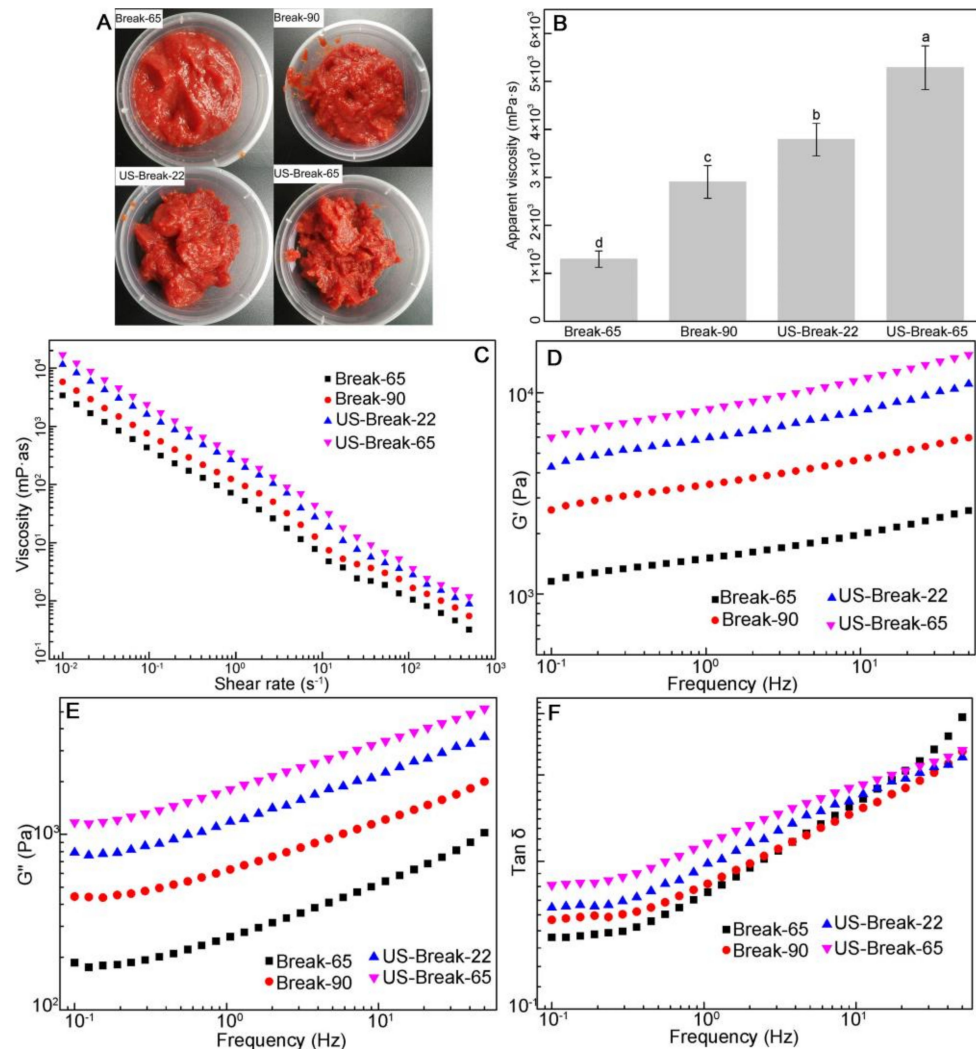 A
Break-65
Break-90
US-Break-22
US-Break-65
B
Apparent viscosity (mPa·s)
6×10³
5×10³
4×10³
3×10³
2×10³
1×10³
0
d
c
b
a
Break-65
Break-90
US-Break-22
US-Break-65
C
Viscosity (mP·as)
10⁴
10³
10²
10¹
10⁰
10⁻¹
Break-65
Break-90
US-Break-22
US-Break-65
10⁻²
10⁻¹
10⁰
10¹
10²
10³
Shear rate (s⁻¹)
D
G' (Pa)
10⁴
10³
Break-65
Break-90
US-Break-22
US-Break-65
10⁻¹
10⁰
10¹
Frequency (Hz)
E
G'' (Pa)
10³
10²
Break-65
Break-90
US-Break-22
US-Break-65
10⁻¹
10⁰
10¹
Frequency (Hz)
F
Tan δ
10⁻¹
Break-65
Break-90
US-Break-22
US-Break-65
10⁻¹
10⁰
10¹
Frequency (Hz)